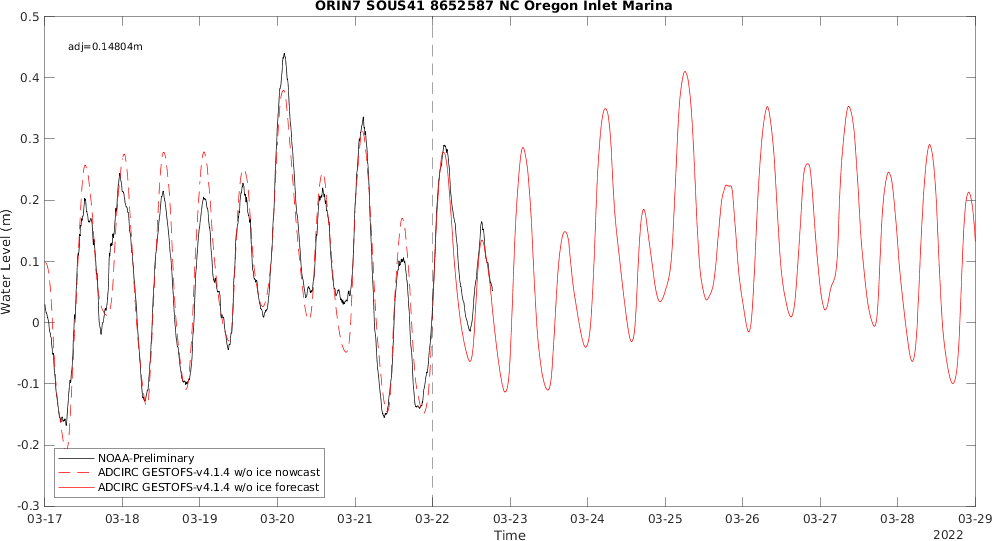 ORIN7 SOUS41 8652587 NC Oregon Inlet Marina
adj=0.14804m
0.5
0.4
0.3
0.2
0.1
0
-0.1
-0.2
-0.3
Water Level (m)
NOAA-Preliminary
ADCIRC GESTOFS-v4.1.4 w/o ice nowcast
ADCIRC GESTOFS-v4.1.4 w/o ice forecast
03-17 03-18 03-19 03-20 03-21 03-22 03-23 03-24 03-25 03-26 03-27 03-28 03-29
Time
2022